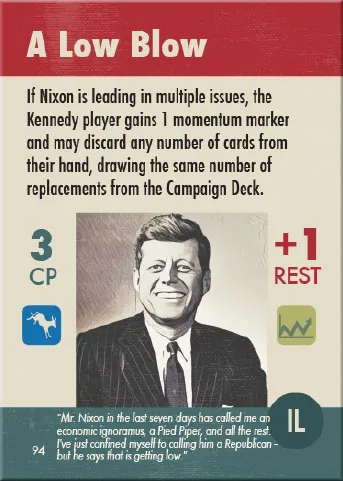 A Low Blow
If Nixon is leading in multiple issues, the
Kennedy player gains 1 momentum marker
and may discard any number of cards from
their hand, drawing the same number of
replacements from the Campaign Deck.
3
CP
+1
REST
"Mr. Nixon in the last seven days has called me an
economic ignoramus, a Pied Piper, and all the rest.
I've just confined myself to calling him a Republican –
but he says that is getting low."
IL
94